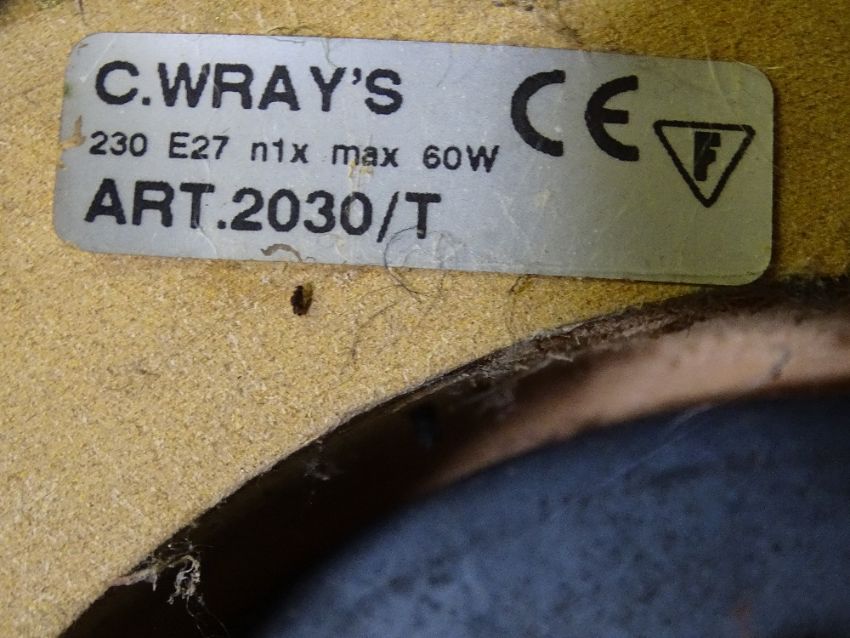 C.WRAY'S
230 E27 n1x max 60W
ART.2030/T
CE
F